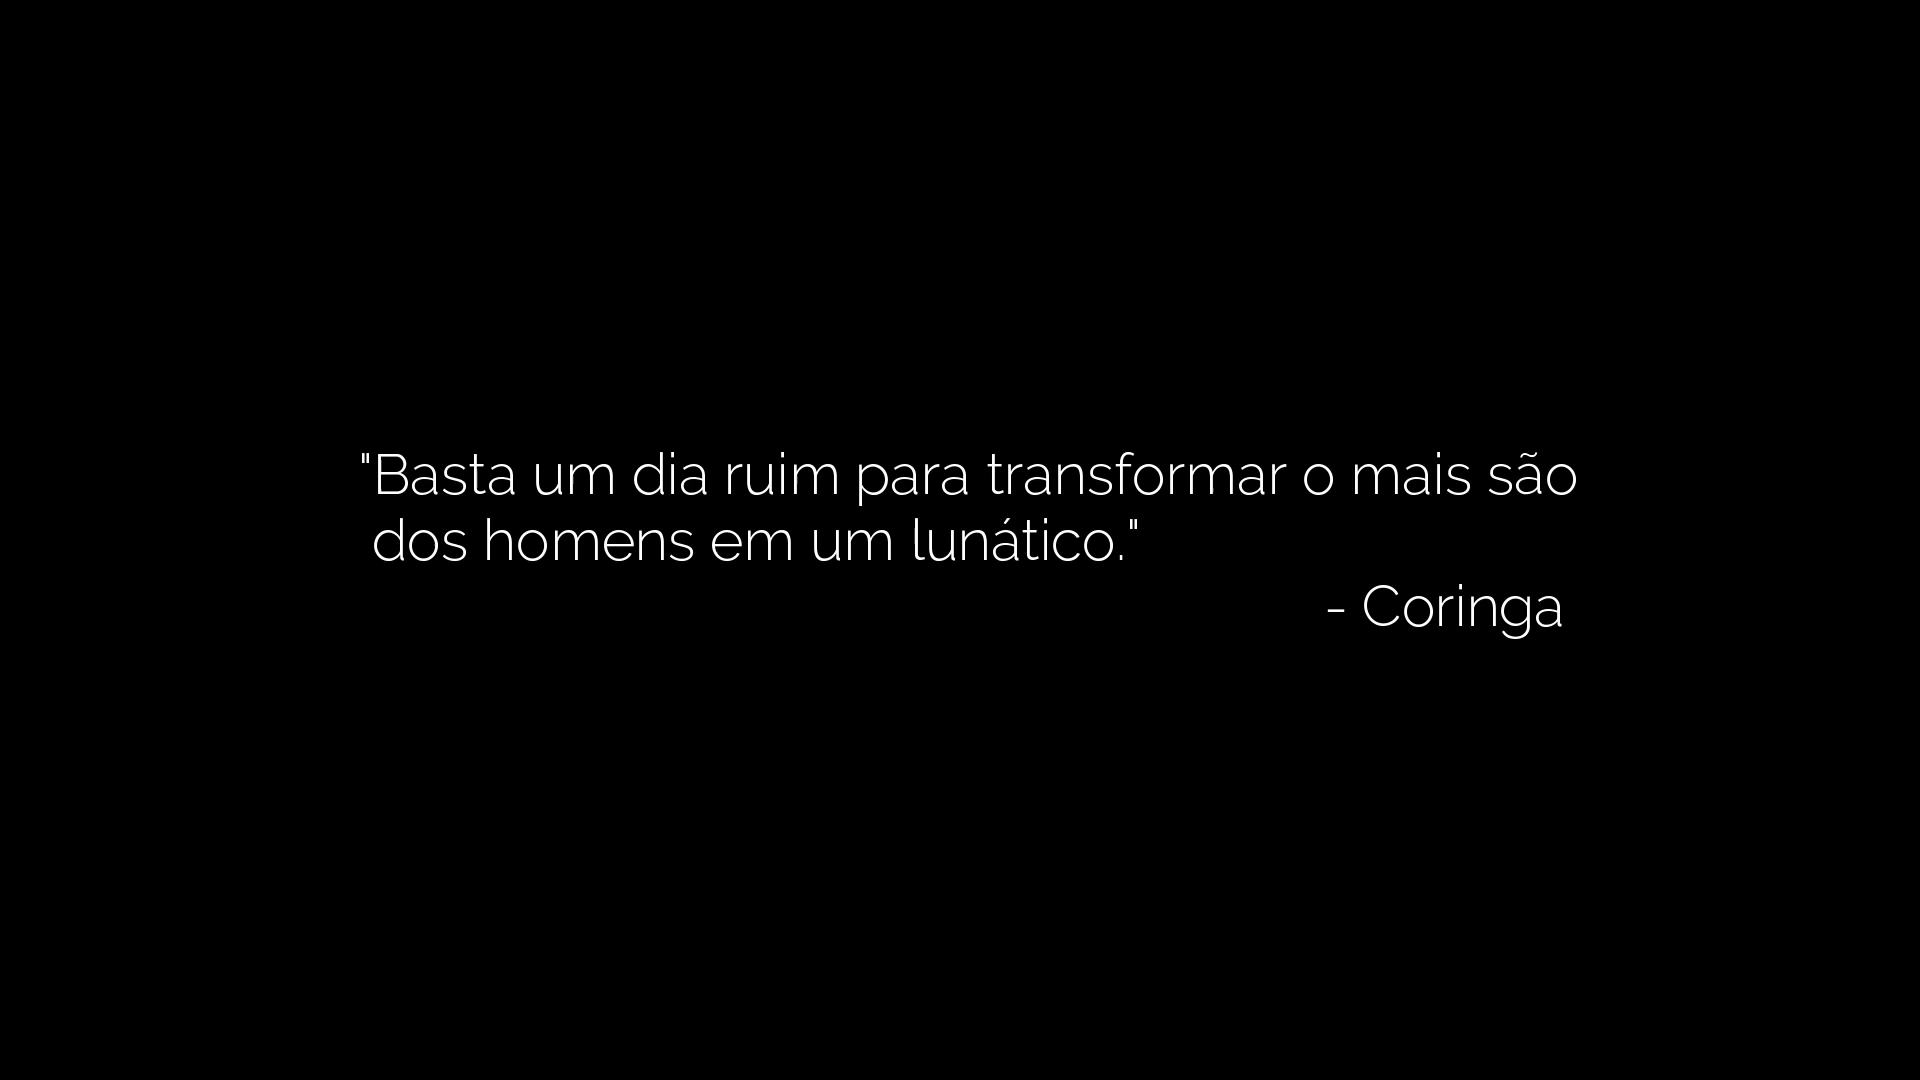 "Basta um dia ruim para transformar o mais são
dos homens em um lunático."
- Coringa